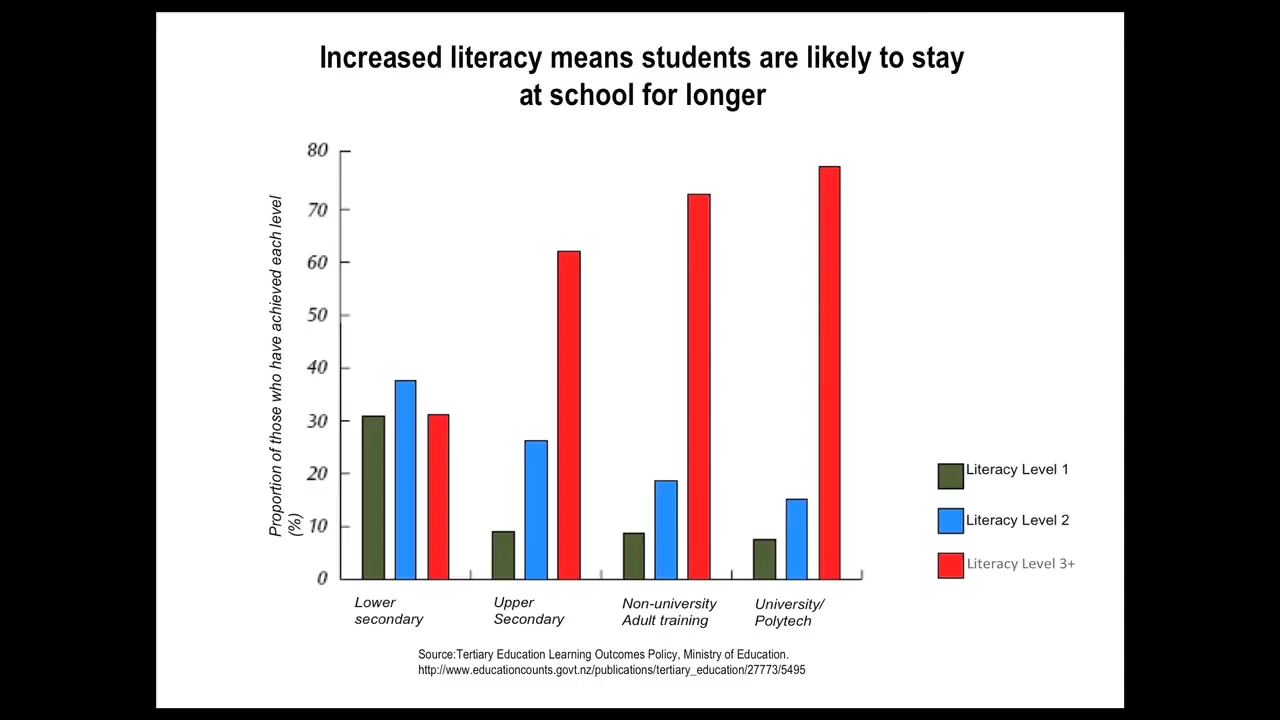 Increased literacy means students are likely to stay
at school for longer
Proportion of those who have achieved each level
(%)
80
70
60
50
40
30
20
10
0
Lower
secondary
Upper
Secondary
Non-university
Adult training
University/
Polytech
Literacy Level 1
Literacy Level 2
Literacy Level 3+
Source:Tertiary Education Learning Outcomes Policy, Ministry of Education.
http://www.educationcounts.govt.nz/publications/tertiary_education/27773/5495